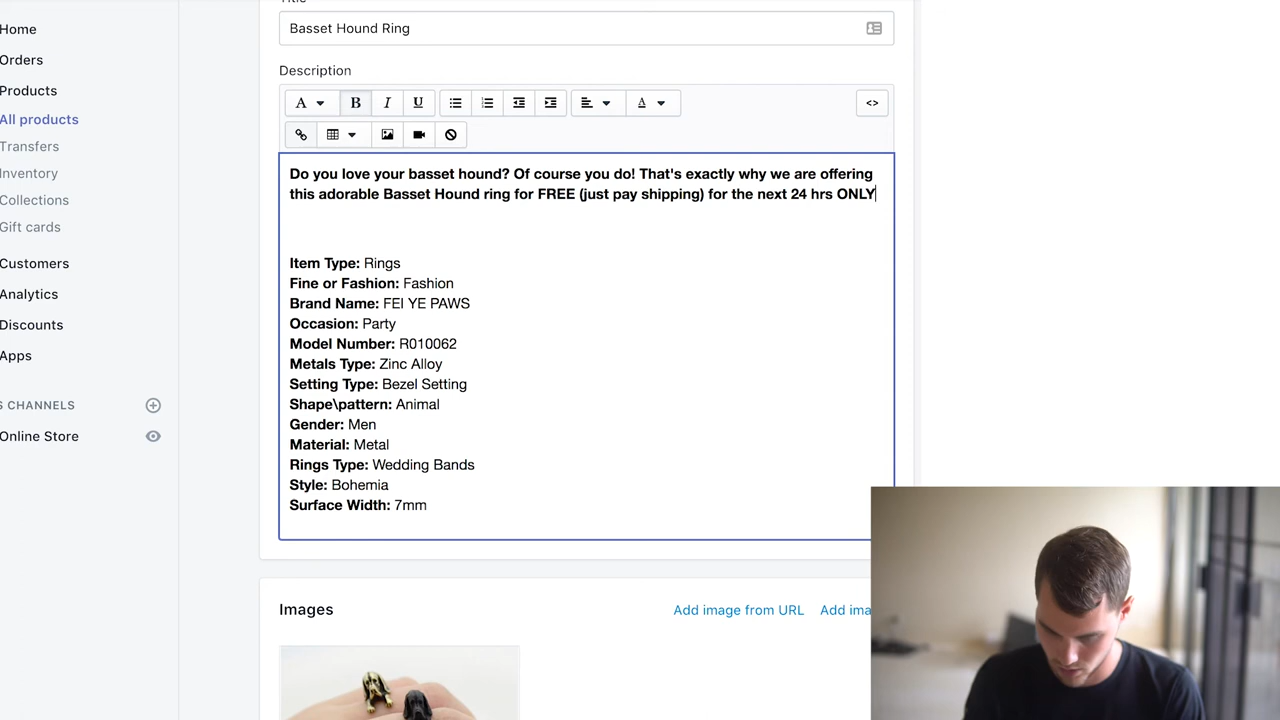 Title
Home
Basset Hound Ring
Orders
Description
Products
A B I U A <>
All products
Transfers
Do you love your basset hound? Of course you do! That's exactly why we are offering
Inventory
this adorable Basset Hound ring for FREE (just pay shipping) for the next 24 hrs ONLY
Collections
Gift cards
Customers
Item Type: Rings
Fine or Fashion: Fashion
Analytics
Brand Name: FEI YE PAWS
Discounts
Occasion: Party
Model Number: R010062
Apps
Metals Type: Zinc Alloy
Setting Type: Bezel Setting
S CHANNELS
Shape\pattern: Animal
Gender: Men
Online Store
Material: Metal
Rings Type: Wedding Bands
Style: Bohemia
Surface Width: 7mm
Images
Add image from URL
Add ima